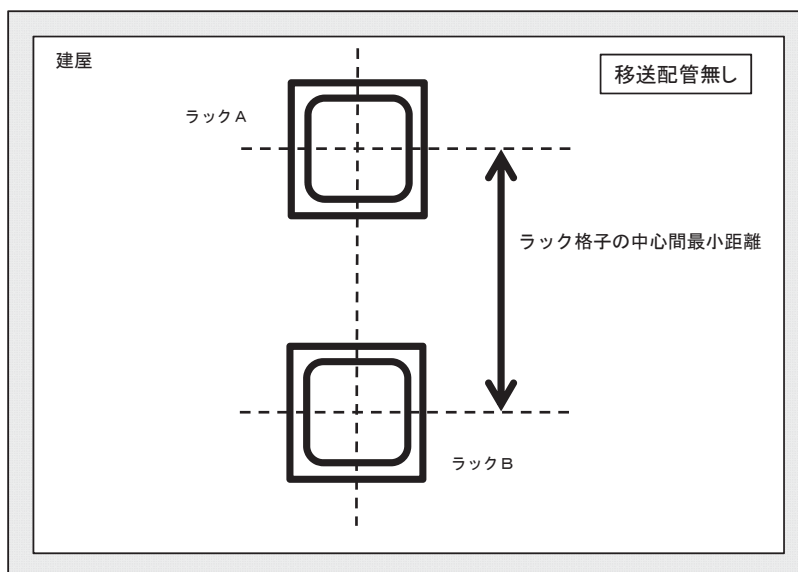 建屋
移送配管無し
ラックＡ
ラック格子の中心間最小距離
ラックＢ